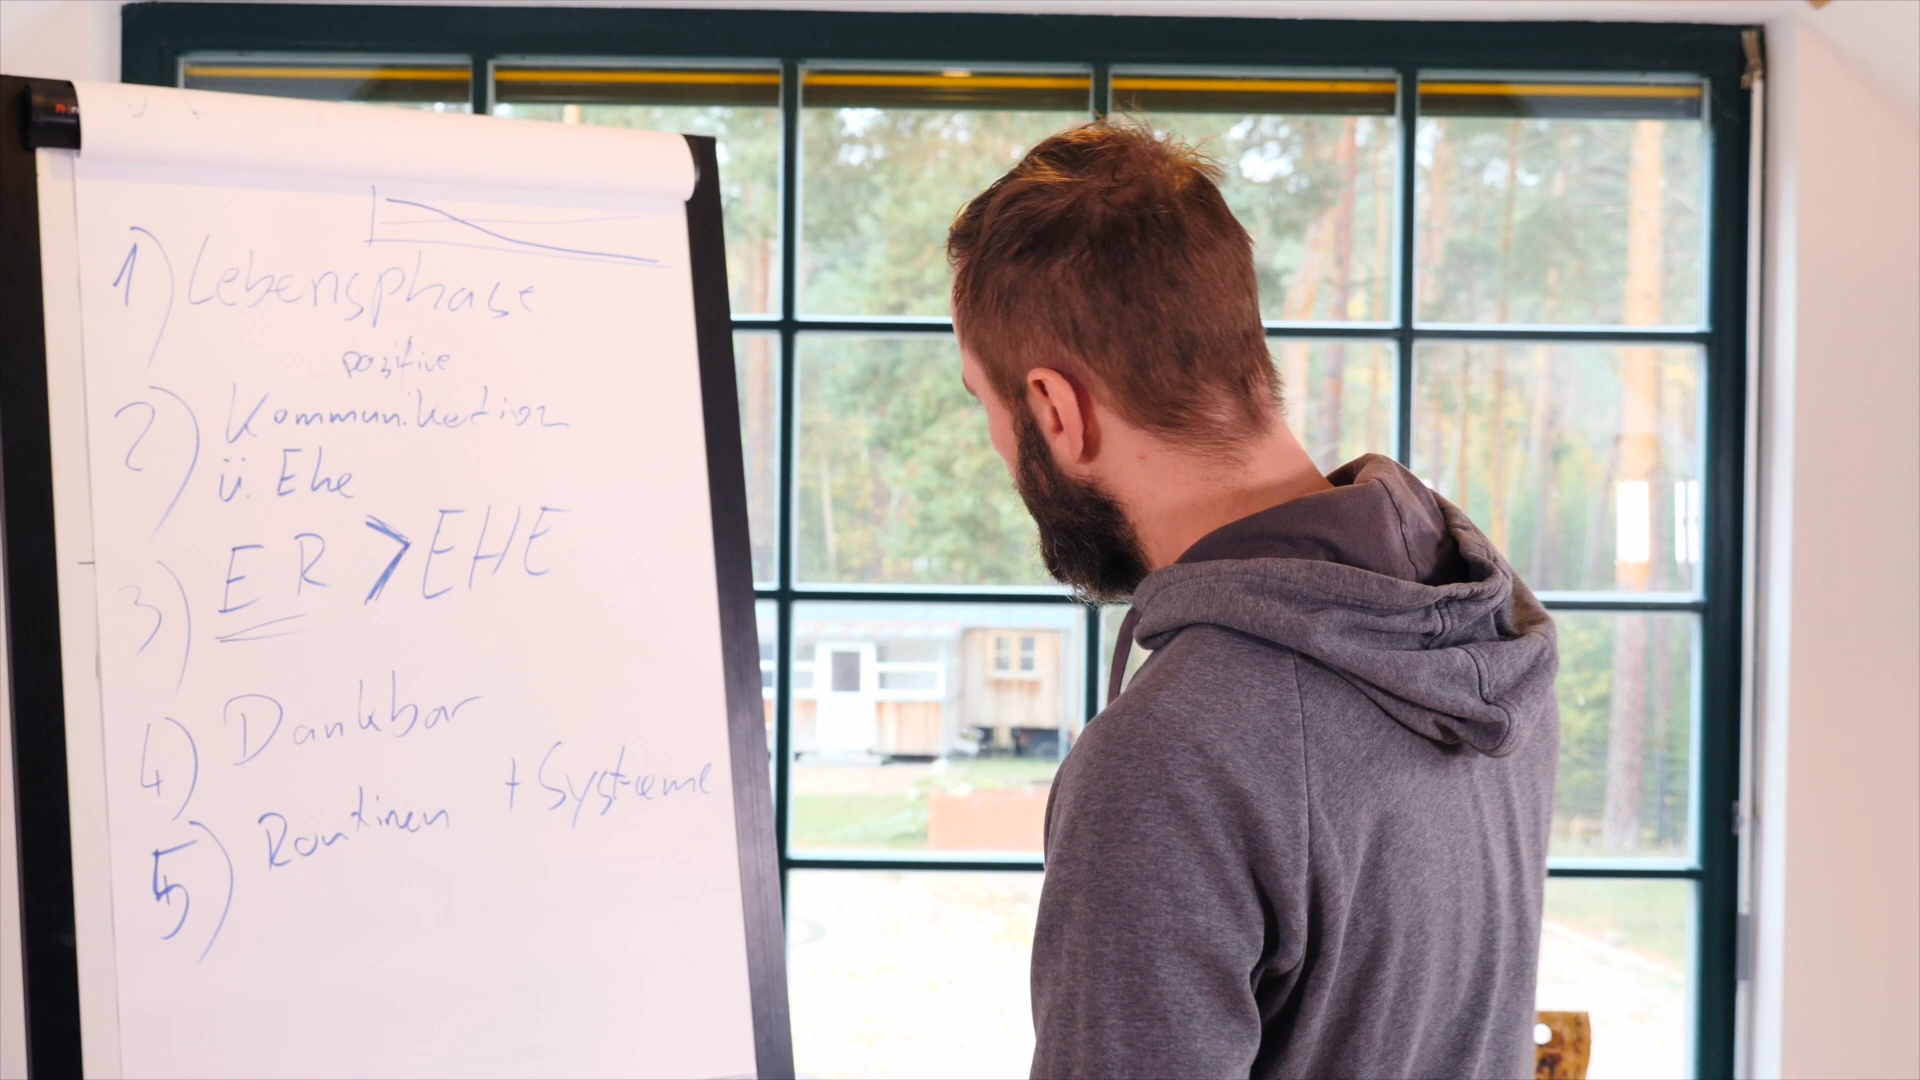 1) Lebensphase
positive
2) Kommunikation
ü. Ehe
3) ER > EHE
4) Dankbar
5) Routinen + Systeme